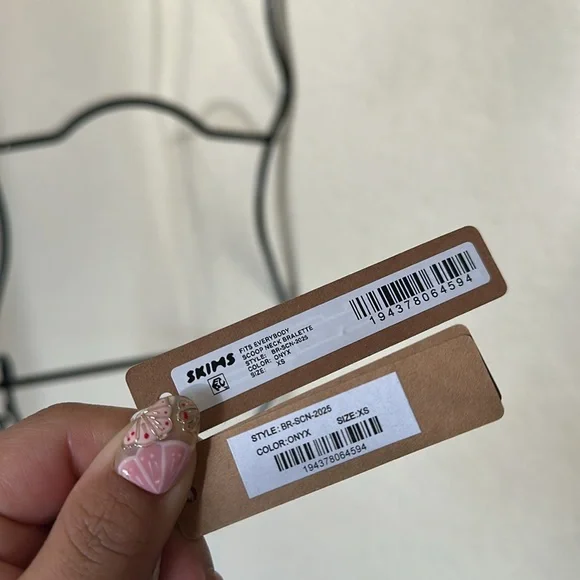 SKIMS
FITS EVERYBODY
SCOOP NECK BRALETTE
STYLE: BR-SCN-2025
COLOR: ONYX
SIZE: XS
194378064594
STYLE: BR-SCN-2025
COLOR:ONYX SIZE:XS
194378064594